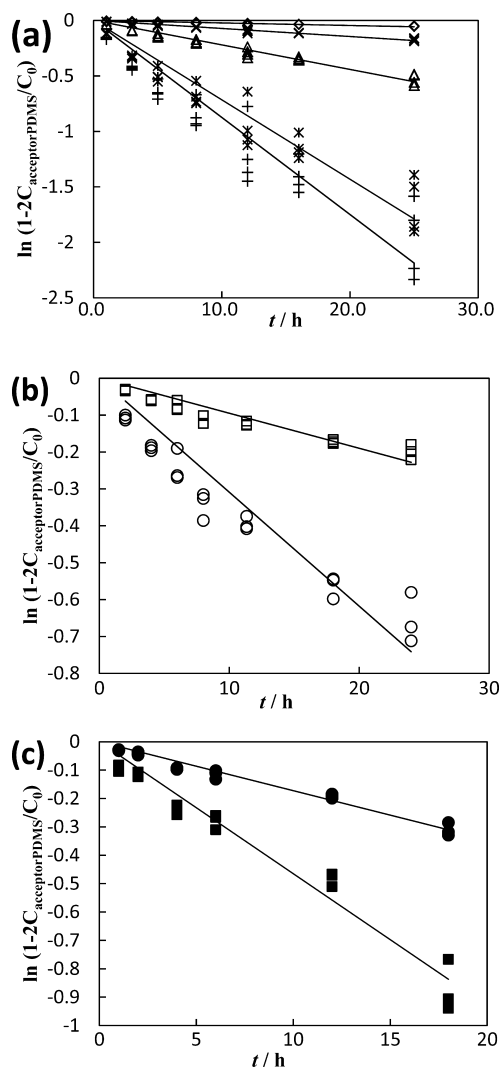 (a)
0
-0.5
-1
-1.5
-2
-2.5
0.0 10.0 20.0 30.0
t / h
ln (1-2CacceptorPDMS/C0)
(b)
0
-0.1
-0.2
-0.3
-0.4
-0.5
-0.6
-0.7
-0.8
0 10 20 30
t / h
ln (1-2CacceptorPDMS/C0)
(c)
0
-0.1
-0.2
-0.3
-0.4
-0.5
-0.6
-0.7
-0.8
-0.9
-1
0 5 10 15 20
t / h
ln (1-2CacceptorPDMS/C0)